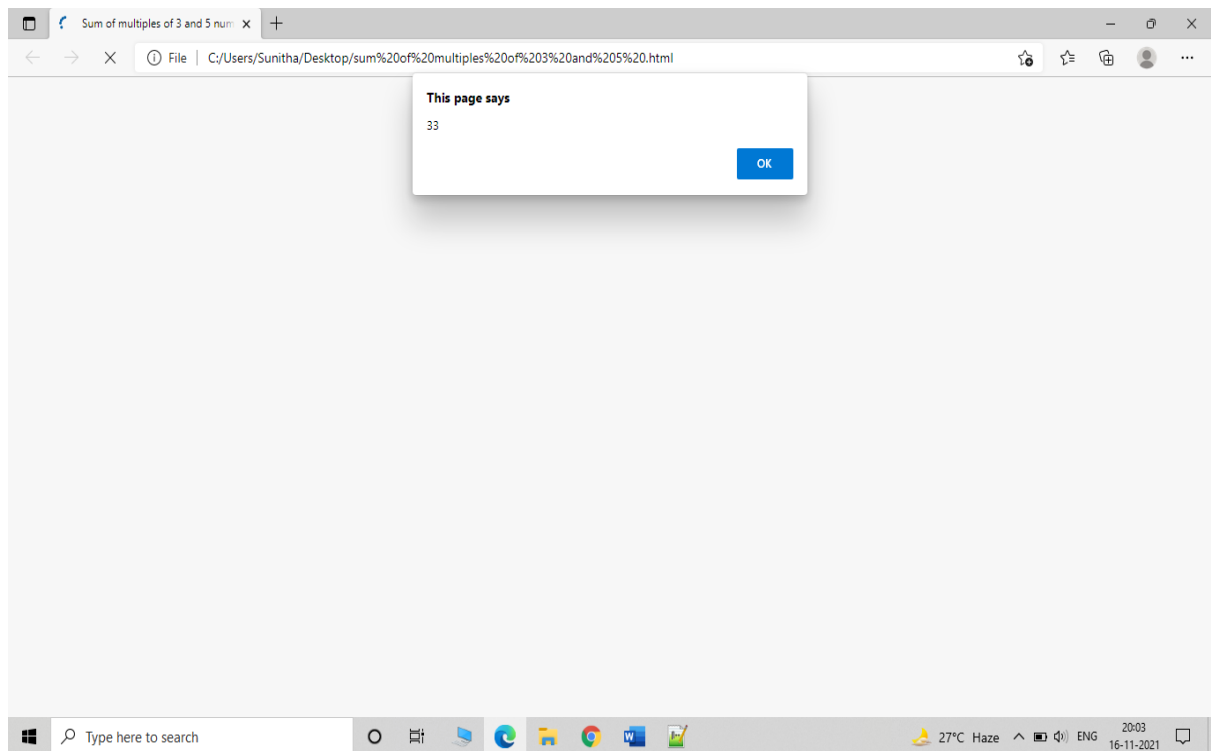 Sum of multiples of 3 and 5 num
File | C:/Users/Sunitha/Desktop/sum%20of%20multiples%20of%203%20and%205%20.html
This page says
33
OK
Type here to search
27°C Haze
ENG
20:03
16-11-2021